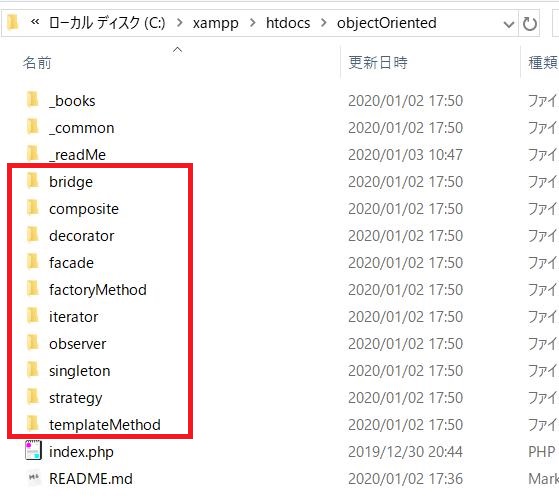 « ローカル ディスク (C:) > xampp > htdocs > objectOriented
名前 更新日時 種類
_books 2020/01/02 17:50 ファイ
_common 2020/01/02 17:50 ファイ
_readMe 2020/01/03 10:47 ファイ
bridge 2020/01/02 17:50 ファイ
composite 2020/01/02 17:50 ファイ
decorator 2020/01/02 17:50 ファイ
facade 2020/01/02 17:50 ファイ
factoryMethod 2020/01/02 17:50 ファイ
iterator 2020/01/02 17:50 ファイ
observer 2020/01/02 17:50 ファイ
singleton 2020/01/02 17:50 ファイ
strategy 2020/01/02 17:50 ファイ
templateMethod 2020/01/02 17:50 ファイ
index.php 2019/12/30 20:44 PHP
README.md 2020/01/02 17:36 Mark